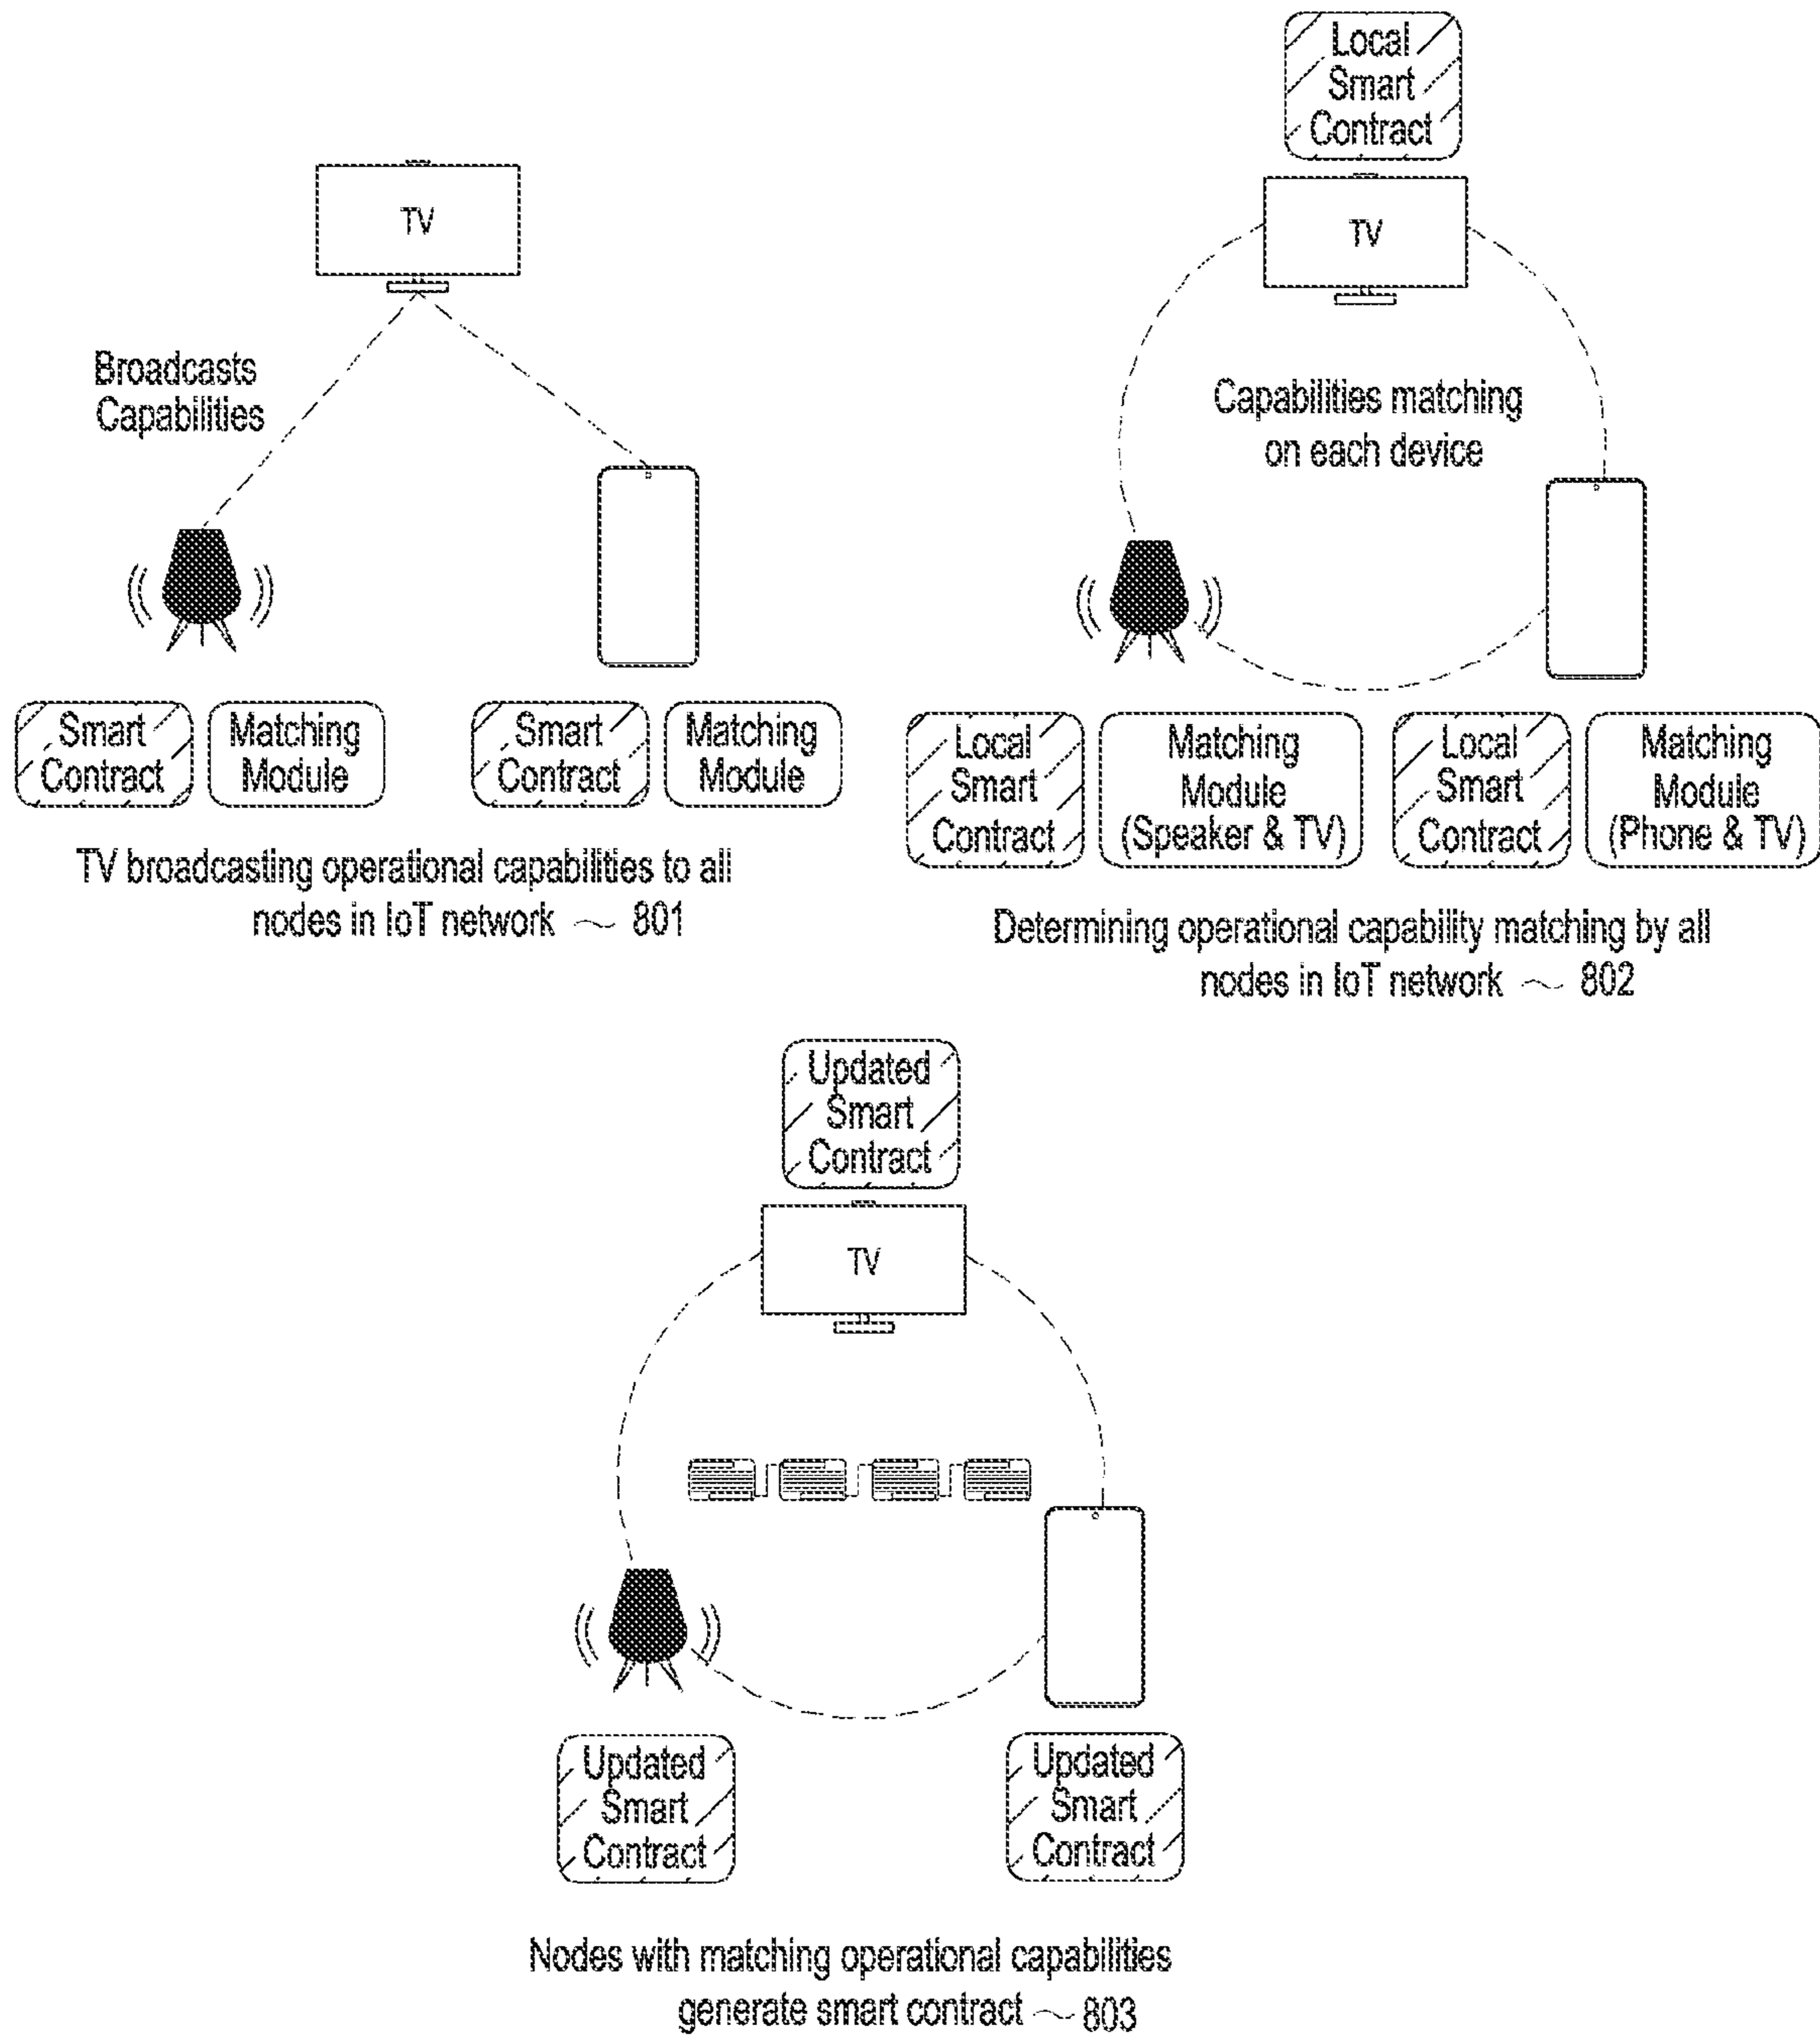 TV
Broadcasts
Capabilities
Smart
Contract
Matching
Module
Smart
Contract
Matching
Module
TV broadcasting operational capabilities to all
nodes in IoT network ~ 801
Local
Smart
Contract
TV
Capabilities matching
on each device
Local
Smart
Contract
Matching
Module
(Speaker & TV)
Local
Smart
Contract
Matching
Module
(Phone & TV)
Determining operational capability matching by all
nodes in IoT network ~ 802
Updated
Smart
Contract
TV
Updated
Smart
Contract
Updated
Smart
Contract
Nodes with matching operational capabilities
generate smart contract ~ 803